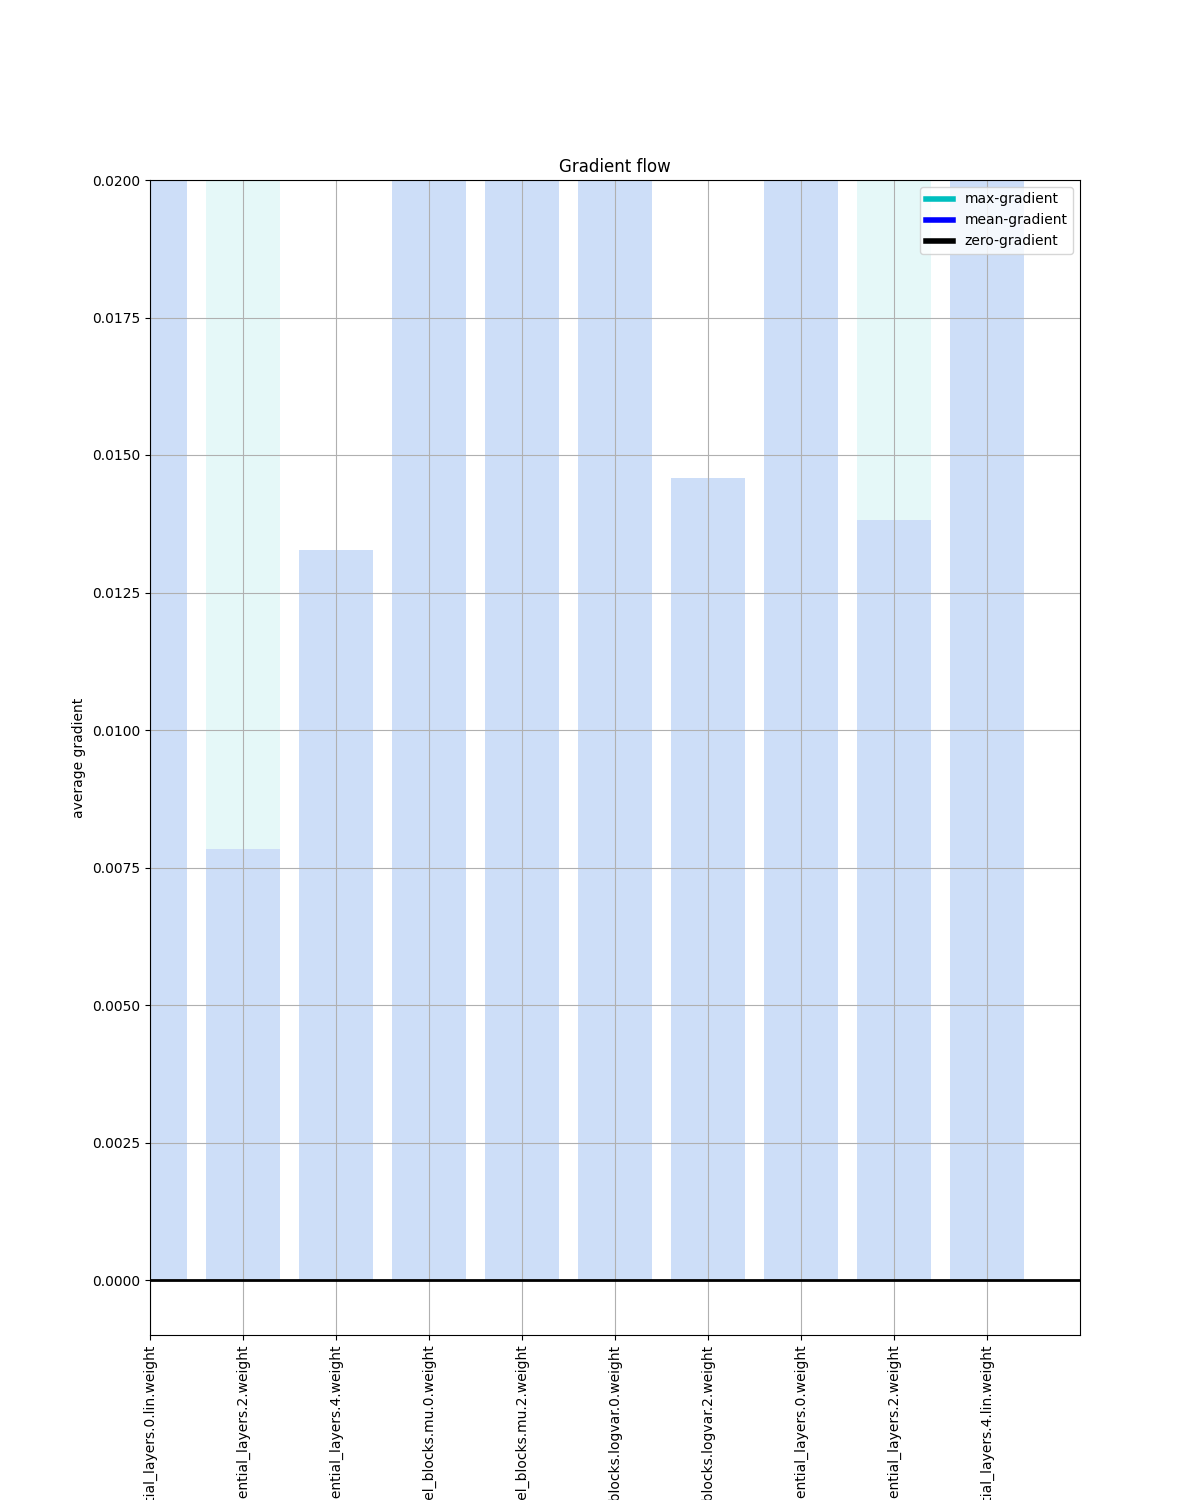 Gradient flow
max-gradient
mean-gradient
zero-gradient
average gradient
0.0200
0.0175
0.0150
0.0125
0.0100
0.0075
0.0050
0.0025
0.0000
tial_layers.0.lin.weight
ential_layers.2.weight
ential_layers.4.weight
el_blocks.mu.0.weight
el_blocks.mu.2.weight
blocks.logvar.0.weight
blocks.logvar.2.weight
ential_layers.0.weight
ential_layers.2.weight
tial_layers.4.lin.weight